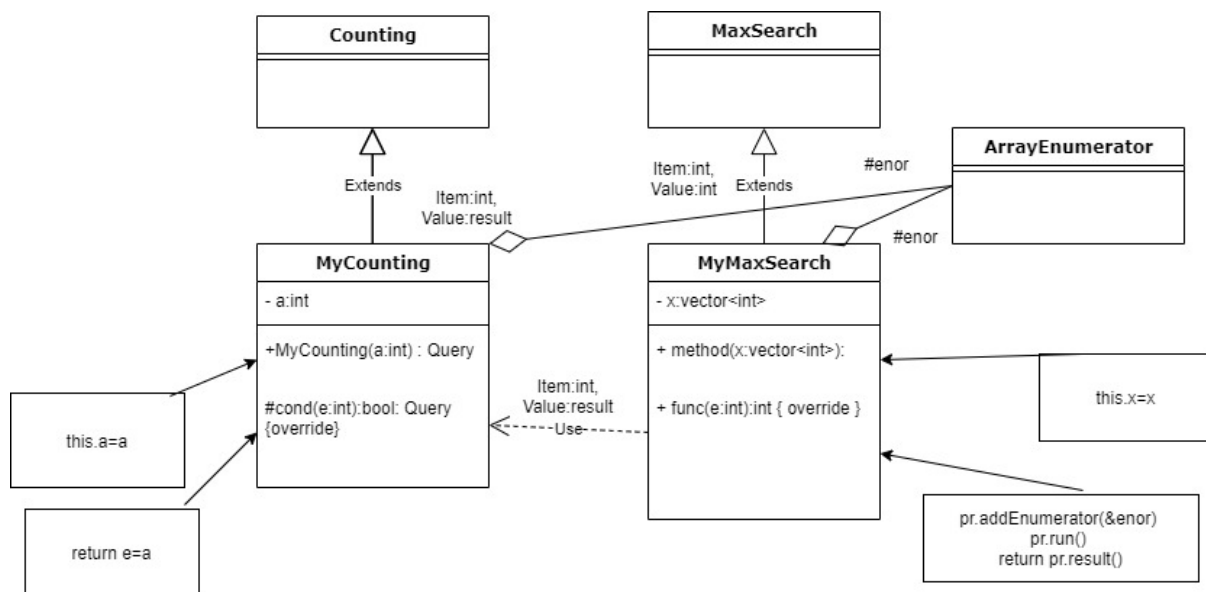 Counting
MaxSearch
ArrayEnumerator
Extends
Item:int,
Value:result
Item:int,
Value:int
Extends
#enor
#enor
MyCounting
- a:int
+MyCounting(a:int) : Query
#cond(e:int):bool: Query
{override}
MyMaxSearch
- x:vector<int>
+ method(x:vector<int>):
+ func(e:int):int { override }
Item:int,
Value:result
Use
this.a=a
return e=a
this.x=x
pr.addEnumerator(&enor)
pr.run()
return pr.result()